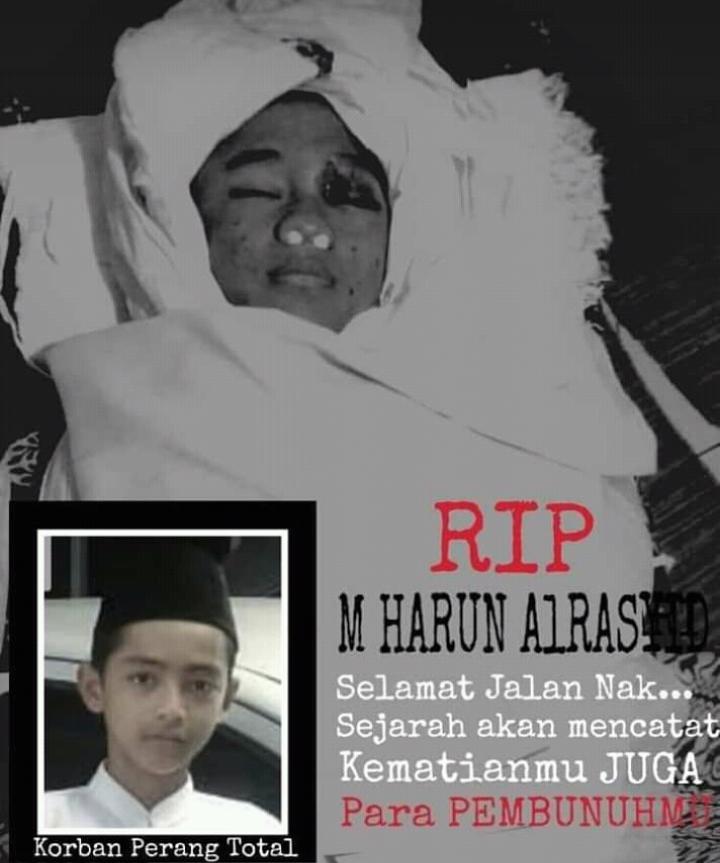 RIP
M HARUN AlRASYID
Selamat Jalan Nak...
Sejarah akan mencatat
Kematianmu JUGA
Para PEMBUNUHMU
Korban Perang Total